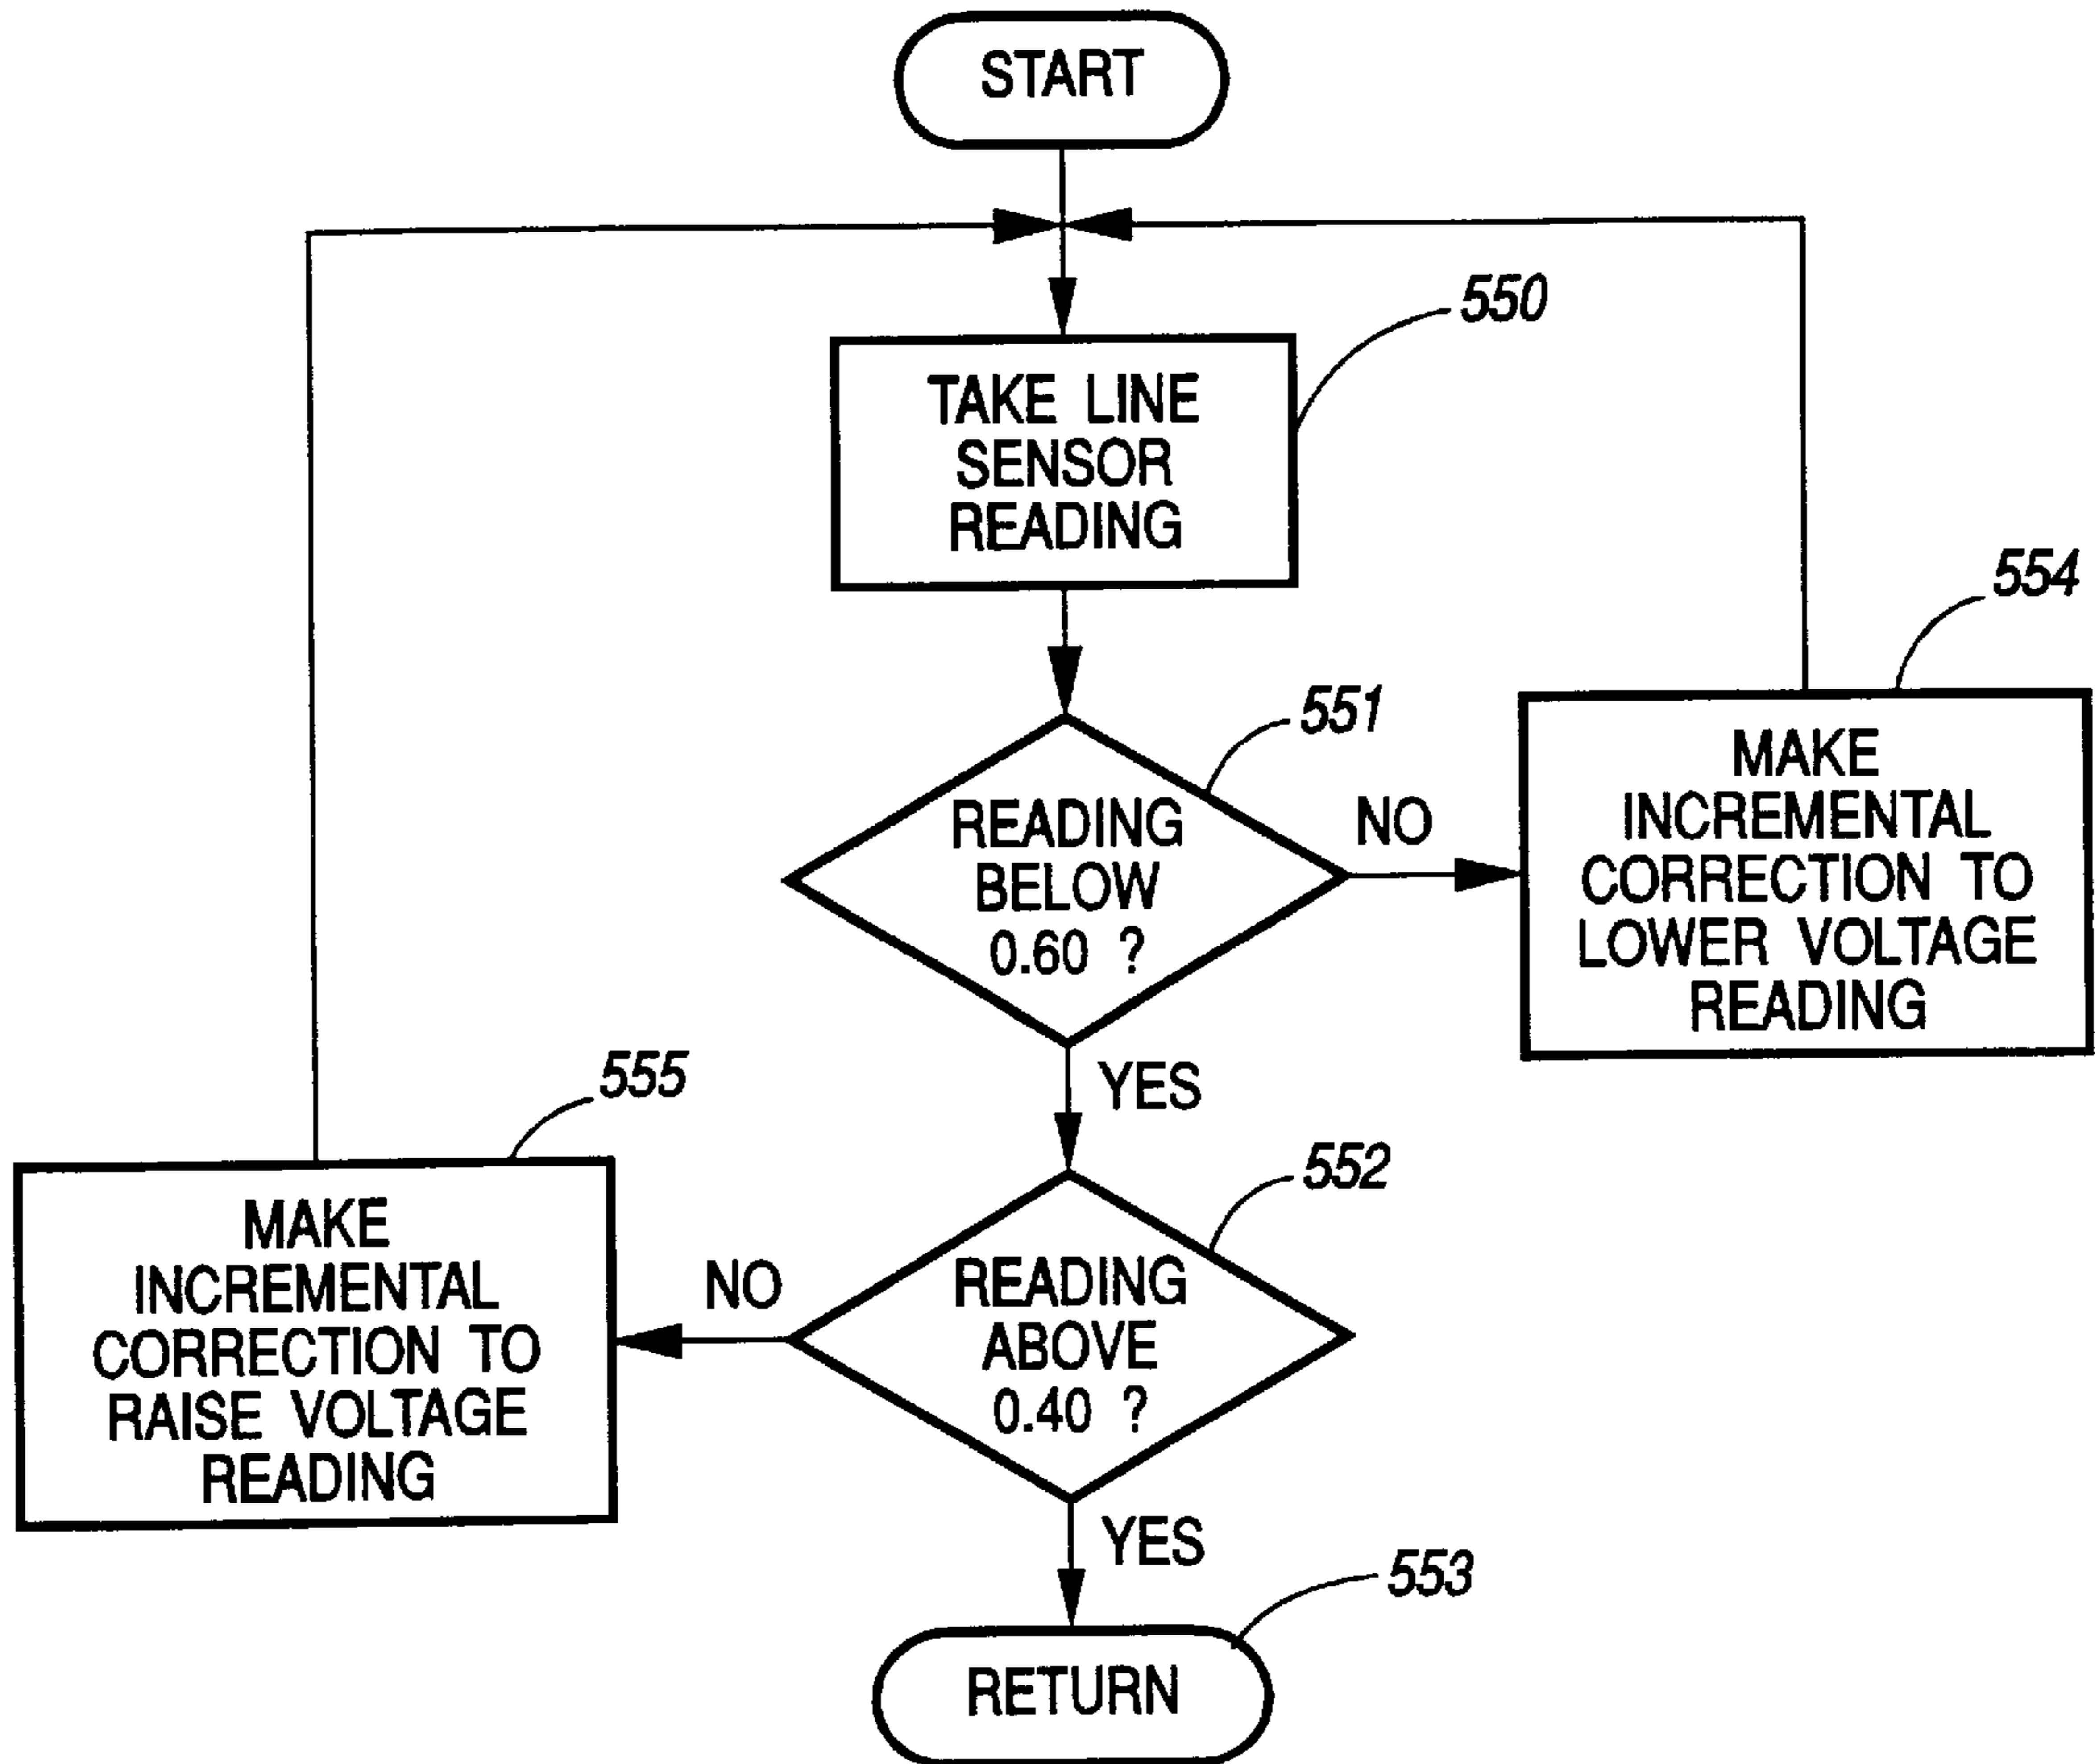 START
550
TAKE LINE
SENSOR
READING
554
551
READING
BELOW
0.60 ?
NO
MAKE
INCREMENTAL
CORRECTION TO
LOWER VOLTAGE
READING
YES
555
552
MAKE
INCREMENTAL
CORRECTION TO
RAISE VOLTAGE
READING
NO
READING
ABOVE
0.40 ?
YES
553
RETURN